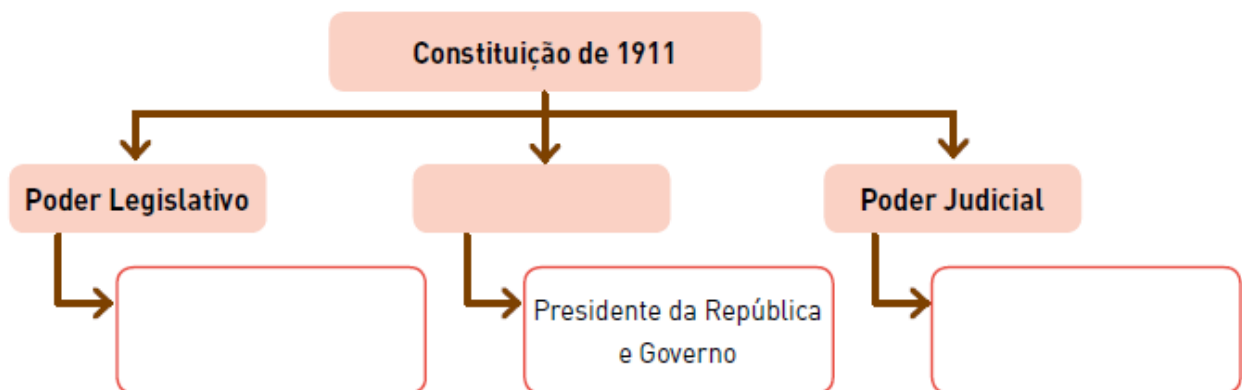 Constituição de 1911
Poder Legislativo
Poder Judicial
Presidente da República
e Governo